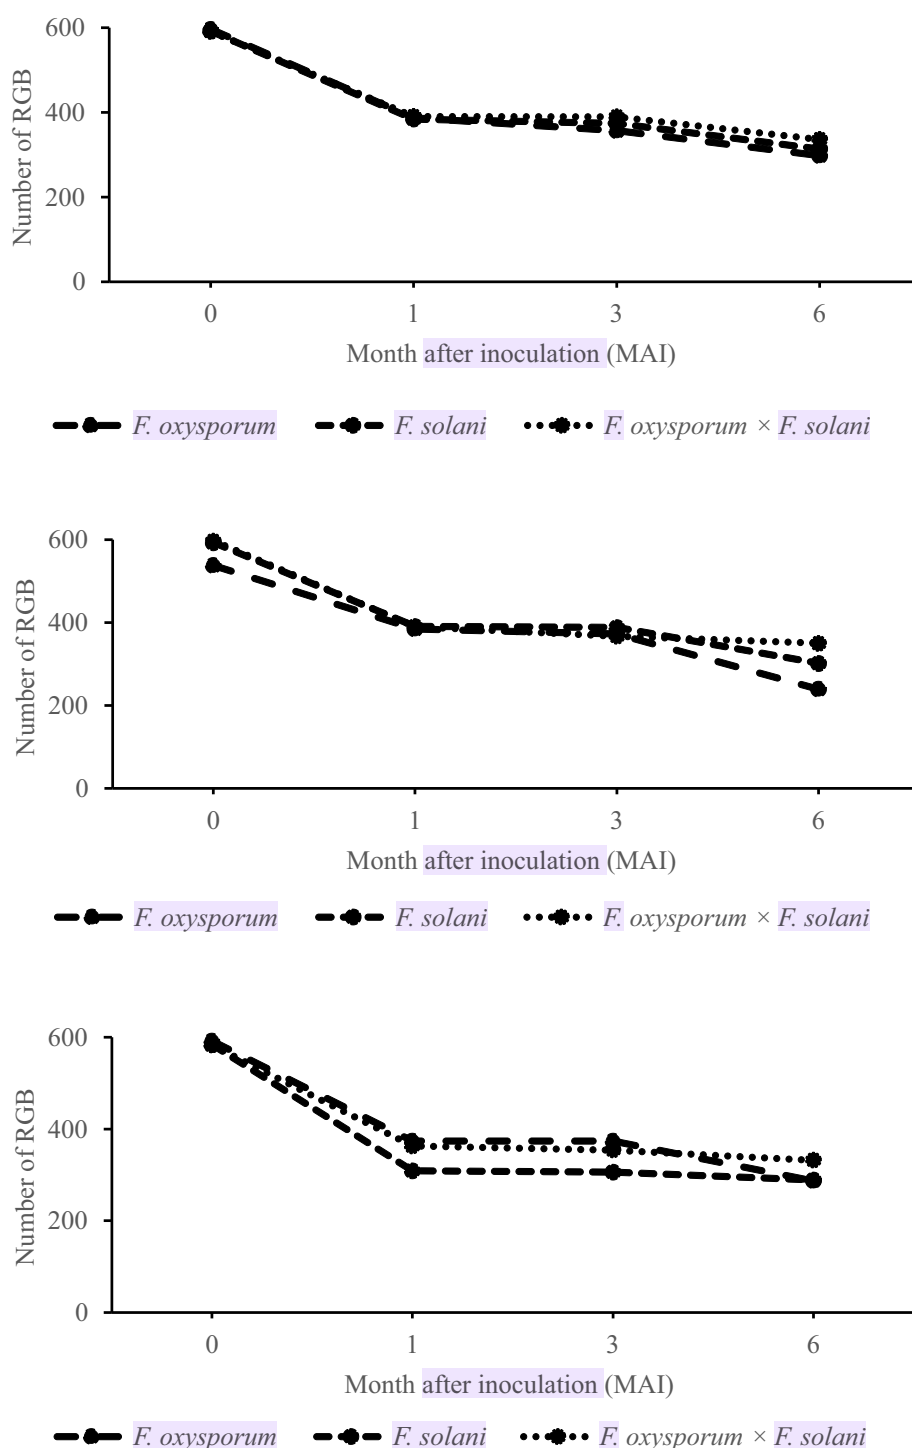 600
400
200
0
Number of RGB
0 1 3 6
Month after inoculation (MAI)
F. oxysporum F. solani F. oxysporum × F. solani
600
400
200
0
Number of RGB
0 1 3 6
Month after inoculation (MAI)
F. oxysporum F. solani F. oxysporum × F. solani
600
400
200
0
Number of RGB
0 1 3 6
Month after inoculation (MAI)
F. oxysporum F. solani F. oxysporum × F. solani